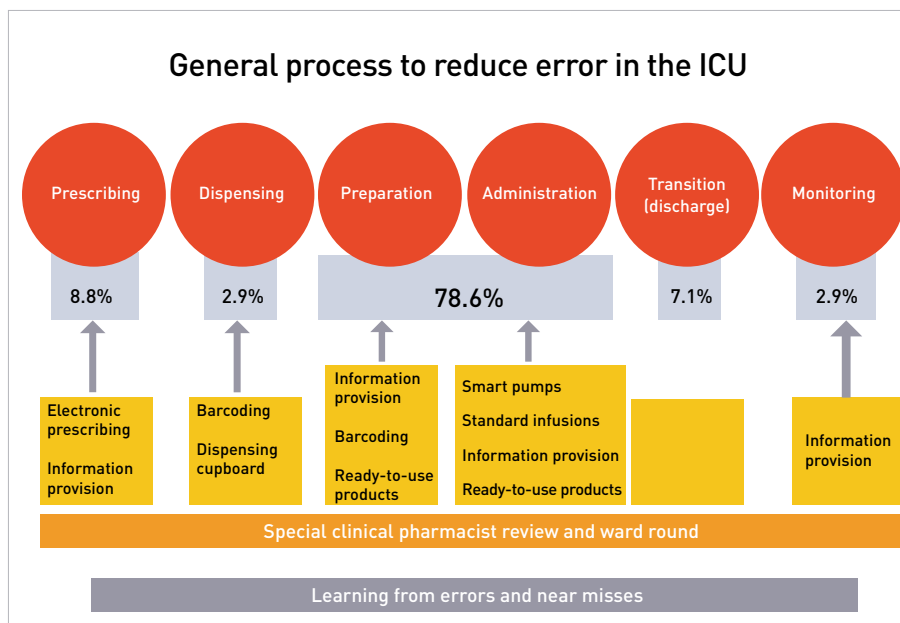 General process to reduce error in the ICU
Prescribing
Dispensing
Preparation
Administration
Transition
(discharge)
Monitoring
8.8%
2.9%
78.6%
7.1%
2.9%
Electronic
prescribing
Information
provision
Barcoding
Dispensing
cupboard
Information
provision
Barcoding
Ready-to-use
products
Smart pumps
Standard infusions
Information provision
Ready-to-use products
Information
provision
Special clinical pharmacist review and ward round
Learning from errors and near misses